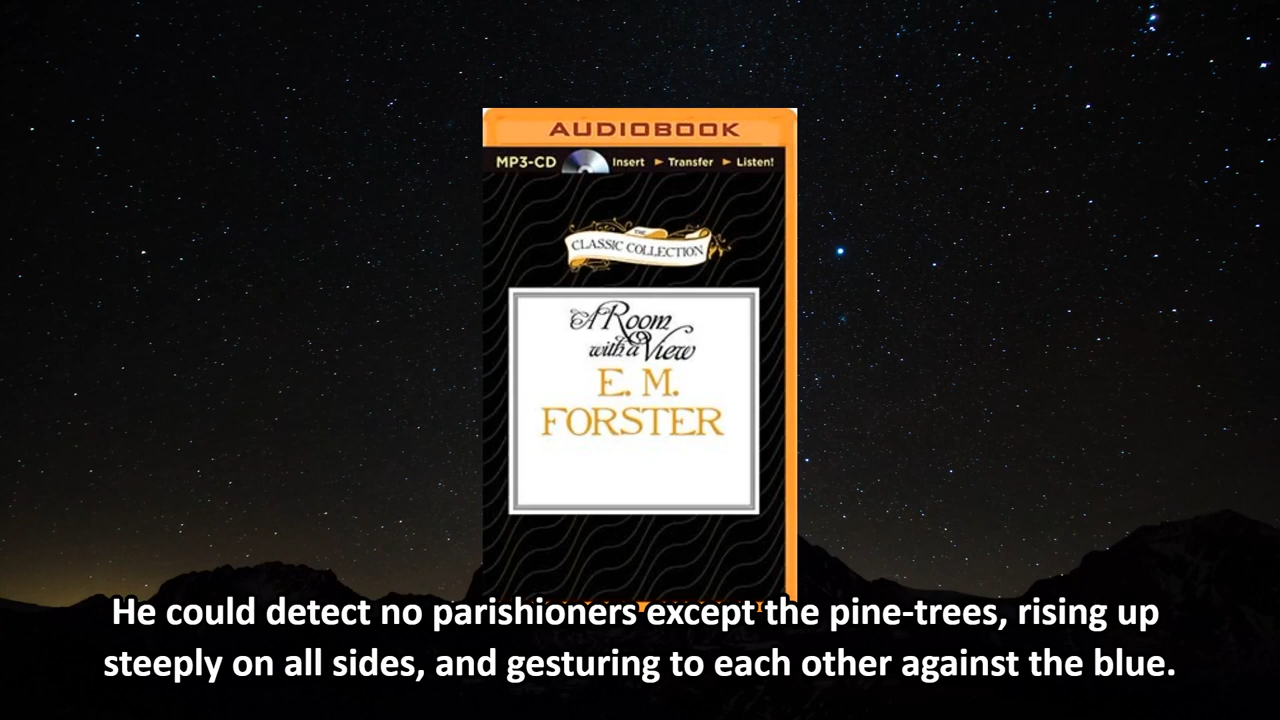 AUDIOBOOK
MP3-CD Insert ► Transfer ► Listen!
THE
CLASSIC COLLECTION
A Room
with a View
E. M.
FORSTER
He could detect no parishioners except the pine-trees, rising up
steeply on all sides, and gesturing to each other against the blue.